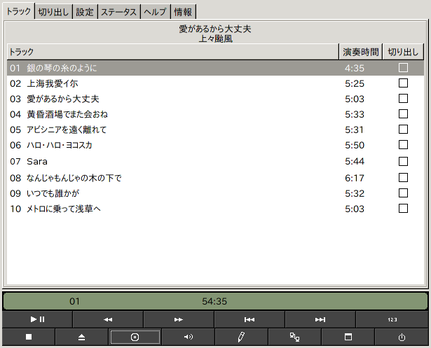 トラック 切り出し 設定 ステータス ヘルプ 情報
愛があるから大丈夫
上々颱風
トラック 演奏時間 切り出し
01 銀の琴の糸のように 4:35
02 上海我愛イ尓 5:25
03 愛があるから大丈夫 5:03
04 黄昏酒場でまた会おね 5:33
05 アビシニアを遠く離れて 5:31
06 ハロ・ハロ・ヨコスカ 5:50
07 Sara 5:44
08 なんじゃもんじゃの木の下で 6:17
09 いつでも誰かが 5:32
10 メトロに乗って浅草へ 5:03
01 54:35
123